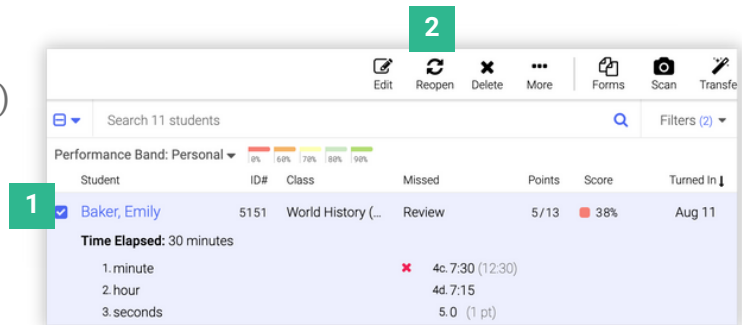 2
)
Edit Reopen Delete More Forms Scan Transfe
Search 11 students Filters (2)
Performance Band: Personal 0% 60% 70% 80% 90%
Student ID# Class Missed Points Score Turned In
1
Baker, Emily 5151 World History (... Review 5/13 38% Aug 11
Time Elapsed: 30 minutes
1. minute 4c. 7:30 (12:30)
2. hour 4d. 7:15
3. seconds 5. 0 (1 pt)